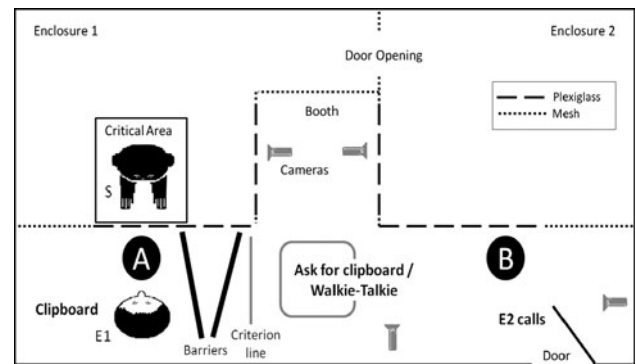 Enclosure 1
Enclosure 2
Door Opening
Plexiglass
Mesh
Booth
Critical Area
Cameras
S
A
B
Ask for clipboard /
Walkie-Talkie
Clipboard
E1
E2 calls
Barriers
Criterion
line
Door